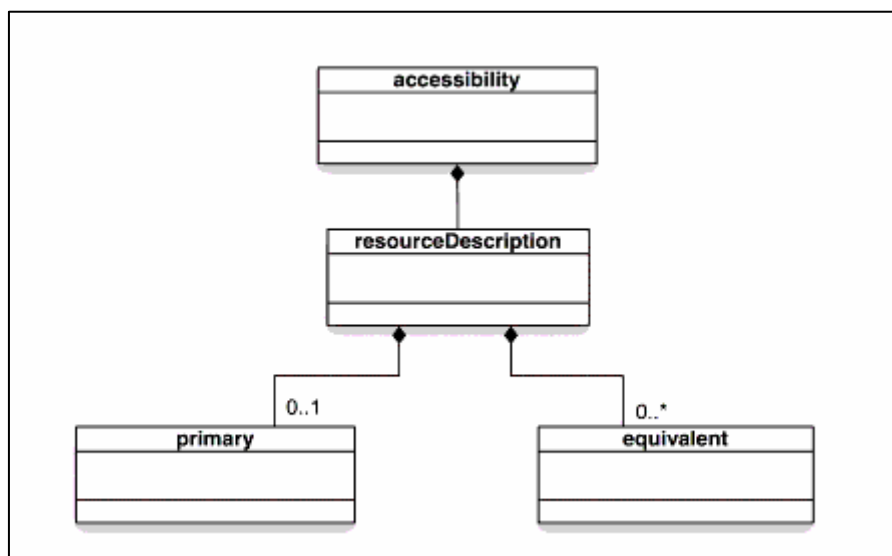 accessibility
resourceDescription
0..1
0..*
primary
equivalent